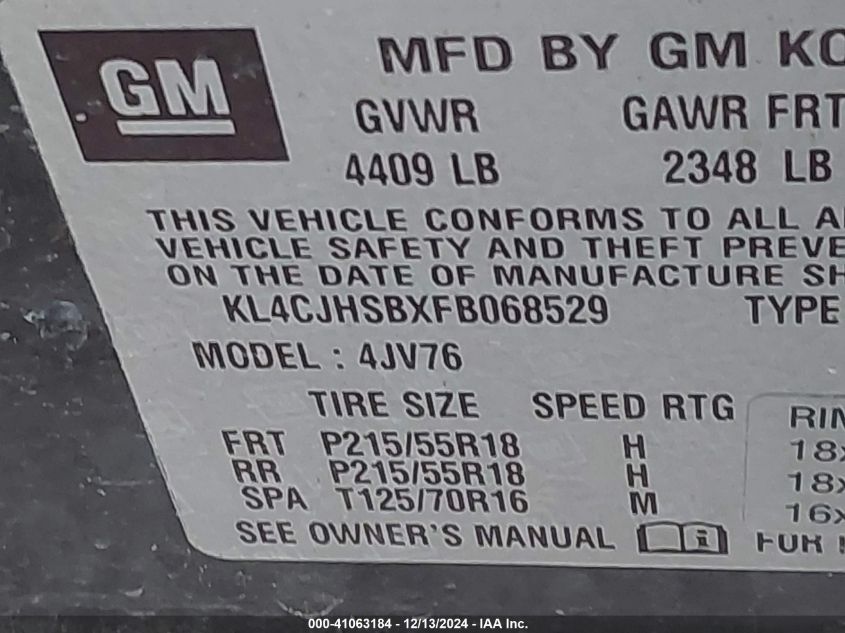 GM
MFD BY GM KO
GVWR GAWR FRT
4409 LB 2348 LB
THIS VEHICLE CONFORMS TO ALL A
VEHICLE SAFETY AND THEFT PREVE
ON THE DATE OF MANUFACTURE SH
KL4CJHSBXFB068529 TYPE
MODEL : 4JV76
TIRE SIZE SPEED RTG RIM
FRT P215/55R18 H 18x
RR P215/55R18 H 18x
SPA T125/70R16 M 16x
SEE OWNER'S MANUAL i FOR
000-41063184 - 12/13/2024 - IAA Inc.